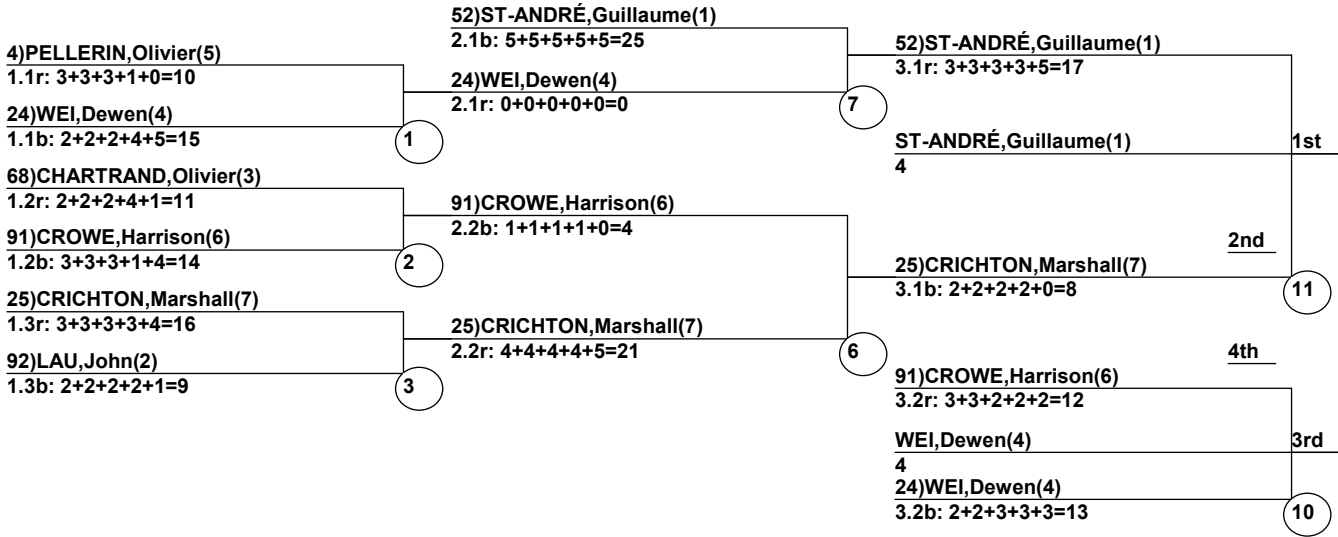 4)PELLERIN,Olivier(5)
1.1r: 3+3+3+1+0=10
24)WEI,Dewen(4)
1.1b: 2+2+2+4+5=15
1
68)CHARTRAND,Olivier(3)
1.2r: 2+2+2+4+1=11
91)CROWE,Harrison(6)
1.2b: 3+3+3+1+4=14
2
25)CRICHTON,Marshall(7)
1.3r: 3+3+3+3+4=16
92)LAU,John(2)
1.3b: 2+2+2+2+1=9
3
52)ST-ANDRÉ,Guillaume(1)
2.1b: 5+5+5+5+5=25
24)WEI,Dewen(4)
2.1r: 0+0+0+0+0=0
7
91)CROWE,Harrison(6)
2.2b: 1+1+1+1+0=4
25)CRICHTON,Marshall(7)
2.2r: 4+4+4+4+5=21
6
52)ST-ANDRÉ,Guillaume(1)
3.1r: 3+3+3+3+5=17
ST-ANDRÉ,Guillaume(1)
1st
4
2nd
25)CRICHTON,Marshall(7)
3.1b: 2+2+2+2+0=8
11
4th
91)CROWE,Harrison(6)
3.2r: 3+3+2+2+2=12
WEI,Dewen(4)
3rd
4
24)WEI,Dewen(4)
3.2b: 2+2+3+3+3=13
10